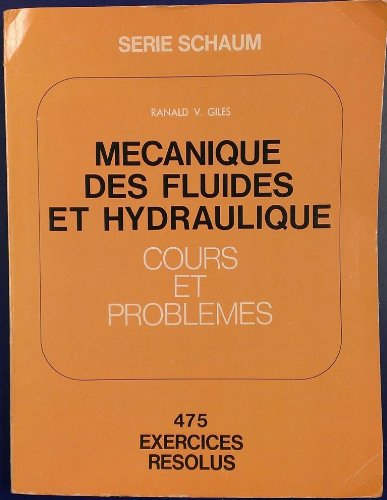 SERIE SCHAUM
RANALD V. GILES
MECANIQUE
DES FLUIDES
ET HYDRAULIQUE
COURS
ET
PROBLEMES
475
EXERCICES
RESOLUS